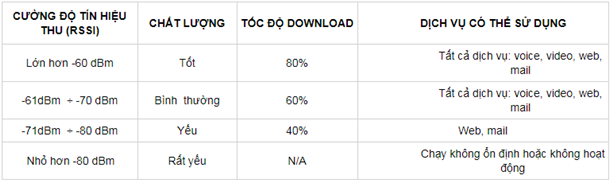 CƯỜNG ĐỘ TÍN HIỆU THU (RSSI) CHẤT LƯỢNG TỐC ĐỘ DOWNLOAD DỊCH VỤ CÓ THỂ SỬ DỤNG
Lớn hơn -60 dBm Tốt 80% Tất cả dịch vụ: voice, video, web, mail
-61dBm ÷ -70 dBm Bình thường 60% Tất cả dịch vụ: voice, video, web, mail
-71dBm ÷ -80 dBm Yếu 40% Web, mail
Nhỏ hơn -80 dBm Rất yếu N/A Chạy không ổn định hoặc không hoạt động